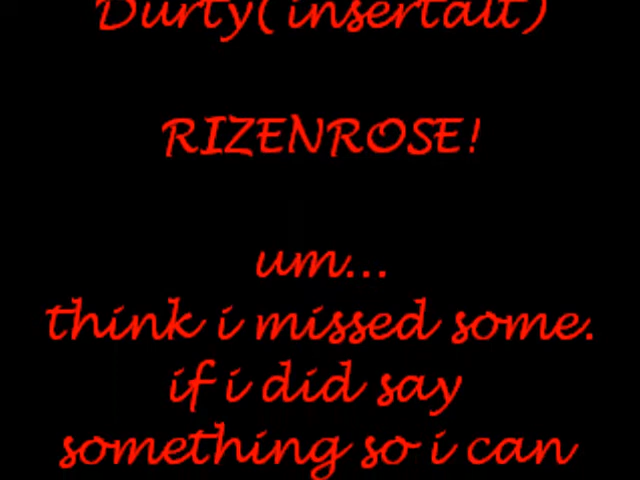 Durty(insertalt)
RIZENROSE!
um...
think i missed some.
if i did say
something so i can